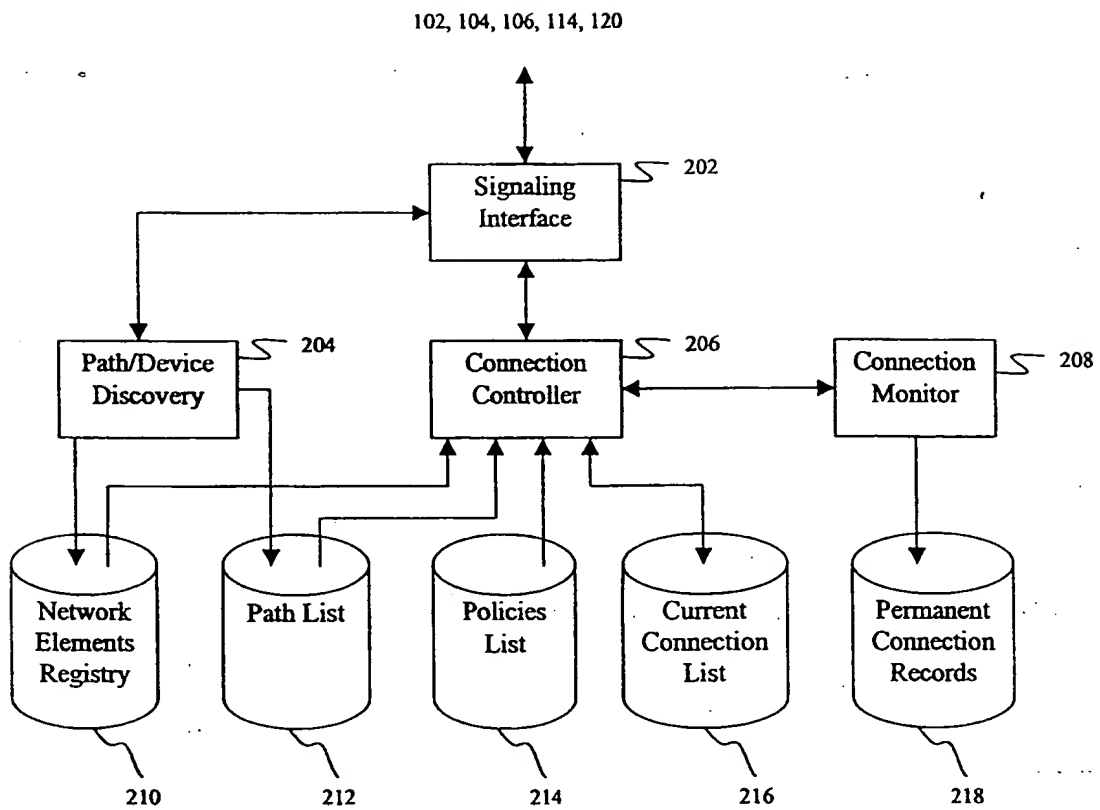 102, 104, 106, 114, 120
Signaling
Interface
202
Path/Device
Discovery
204
Connection
Controller
206
Connection
Monitor
208
Network
Elements
Registry
Path List
Policies
List
Current
Connection
List
Permanent
Connection
Records
210
212
214
216
218